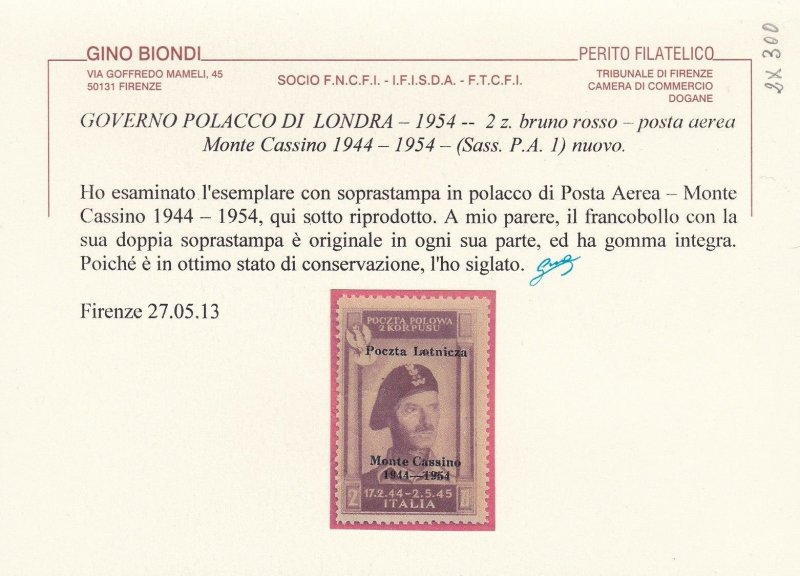 GINO BIONDI
VIA GOFFREDO MAMELI, 45
50131 FIRENZE
SOCIO F.N.C.F.I. - I.F.I.S.D.A. - F.T.C.F.I.
PERITO FILATELICO
TRIBUNALE DI FIRENZE
CAMERA DI COMMERCIO
DOGANE
2X300
GOVERNO POLACCO DI LONDRA – 1954 -- 2 z. bruno rosso – posta aerea
Monte Cassino 1944 – 1954 – (Sass. P.A. 1) nuovo.
Ho esaminato l'esemplare con soprastampa in polacco di Posta Aerea – Monte
Cassino 1944 – 1954, qui sotto riprodotto. A mio parere, il francobollo con la
sua doppia soprastampa è originale in ogni sua parte, ed ha gomma integra.
Poiché è in ottimo stato di conservazione, l'ho siglato.
Firenze 27.05.13
POCZTA POLOWA
2 KORPUSU
Poczta Lotnicza
Monte Cassino
1944—1954
17.2.44-2.5.45
2
ITALIA